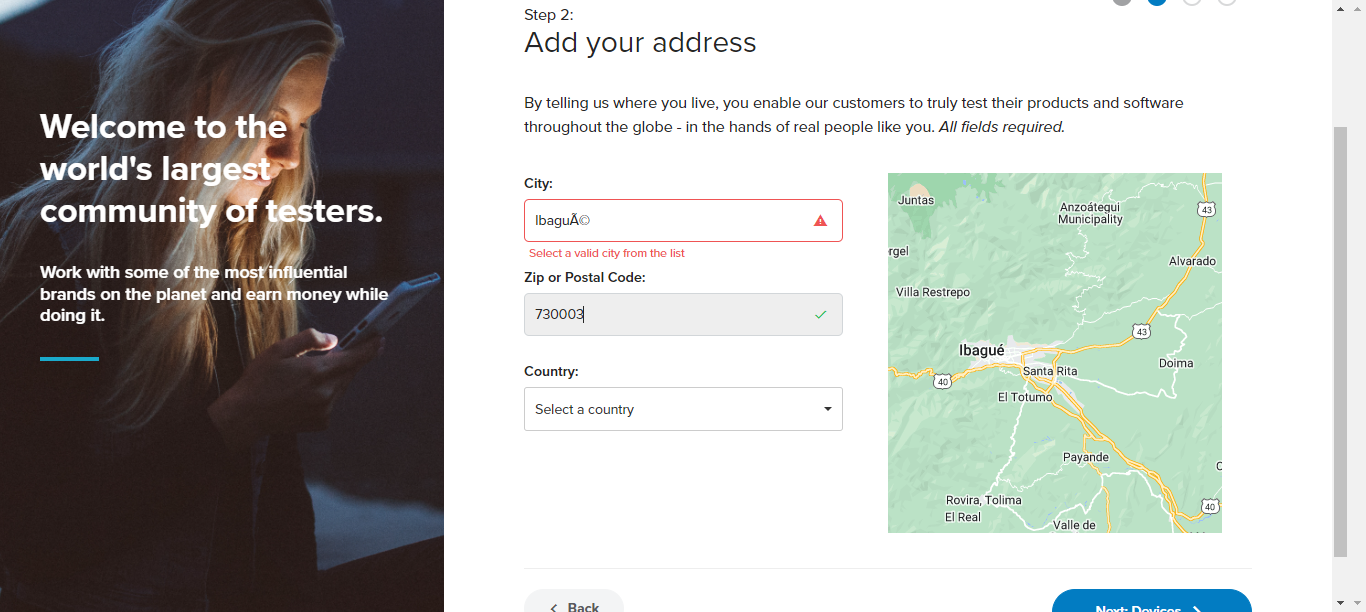 Welcome to the
world's largest
community of testers.
Work with some of the most influential
brands on the planet and earn money while
doing it.
Step 2:
Add your address
By telling us where you live, you enable our customers to truly test their products and software
throughout the globe - in the hands of real people like you. All fields required.
City:
IbaguÃ©
Select a valid city from the list
Zip or Postal Code:
730003
Country:
Select a country
Juntas
Anzoátegui
Municipality
43
rgel
Alvarado
Villa Restrepo
43
Ibagué
Doima
Santa Rita
40
El Totumo
Payande
C
Rovira, Tolima
40
El Real
Valle de
Back
Next: Devices